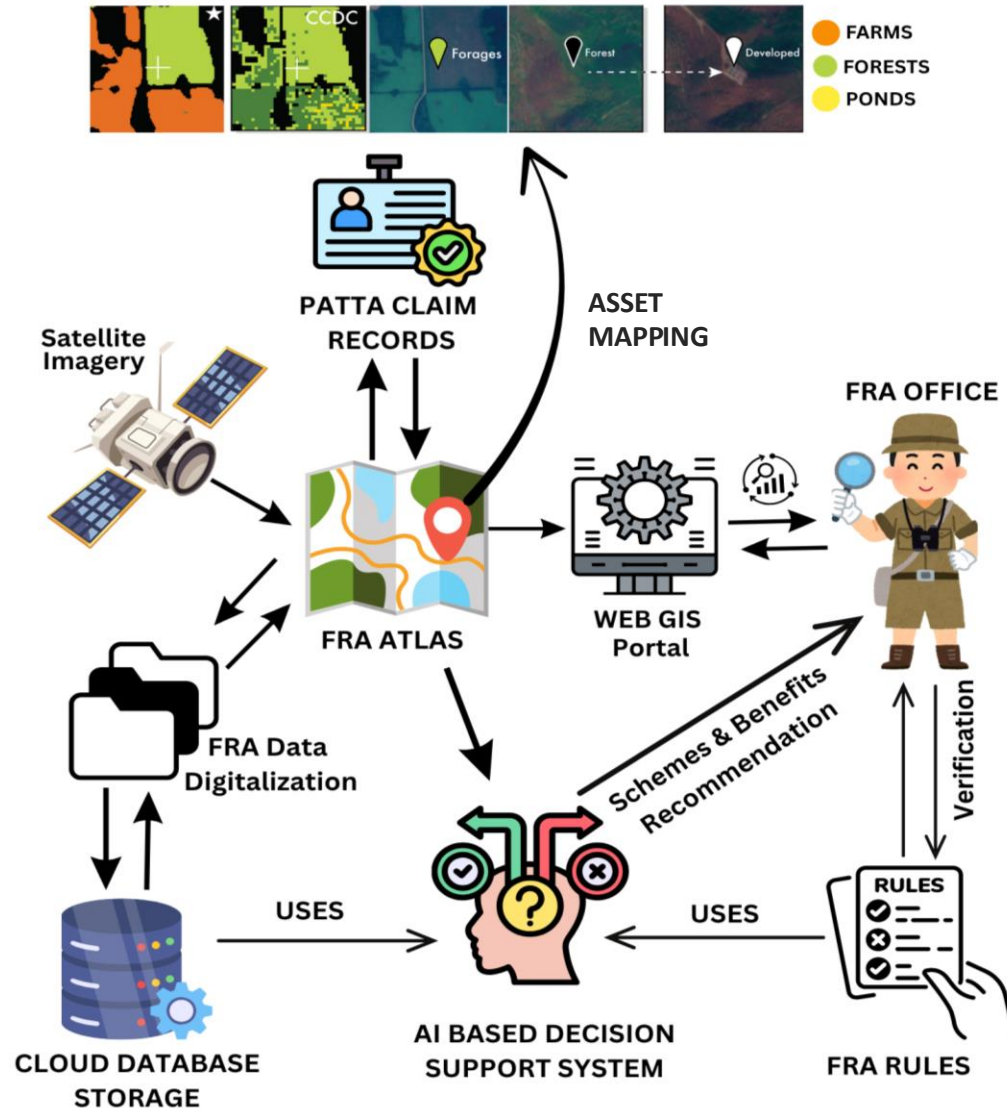 CCDC
Forages
Forest
Developed
FARMS
FORESTS
PONDS
PATTA CLAIM
RECORDS
ASSET
MAPPING
Satellite
Imagery
FRA OFFICE
FRA ATLAS
WEB GIS
Portal
FRA Data
Digitalization
Schemes & Benefits
Recommendation
Verification
RULES
USES
USES
CLOUD DATABASE
STORAGE
AI BASED DECISION
SUPPORT SYSTEM
FRA RULES